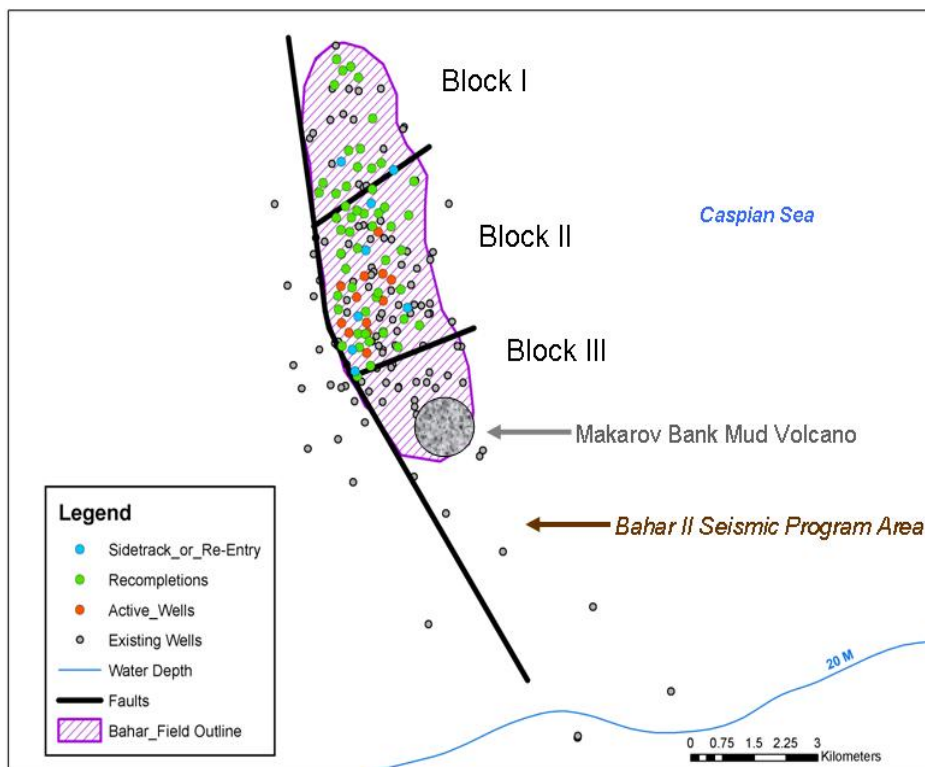 Block I
Caspian Sea
Block II
Block III
Makarov Bank Mud Volcano
Bahar II Seismic Program Area
Legend
Sidetrack_or_Re-Entry
Recompletions
Active_Wells
Existing Wells
Water Depth
Faults
Bahar_Field Outline
20 M
0 0.75 1.5 2.25 3
Kilometers